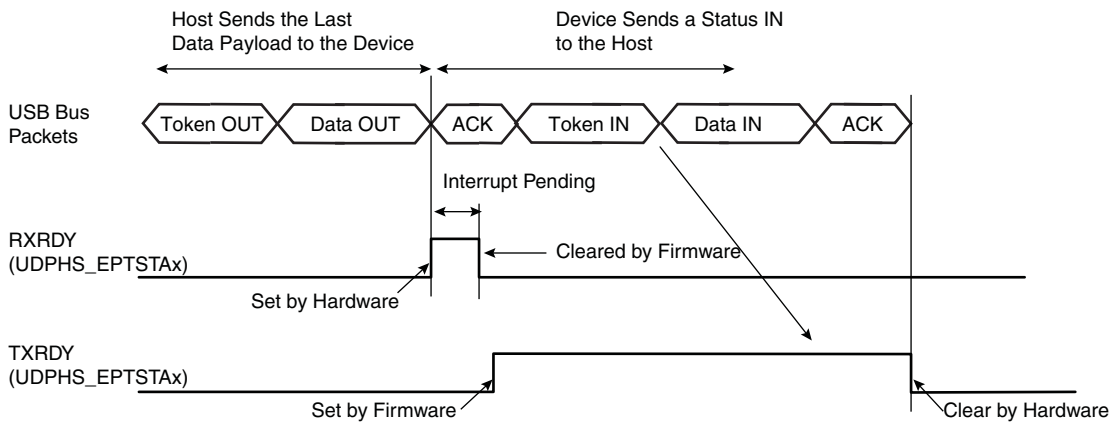 Host Sends the Last
Data Payload to the Device
Device Sends a Status IN
to the Host
USB Bus
Packets
Token OUT
Data OUT
ACK
Token IN
Data IN
ACK
Interrupt Pending
RXRDY
(UDPHS_EPTSTAx)
Cleared by Firmware
Set by Hardware
TXRDY
(UDPHS_EPTSTAx)
Set by Firmware
Clear by Hardware